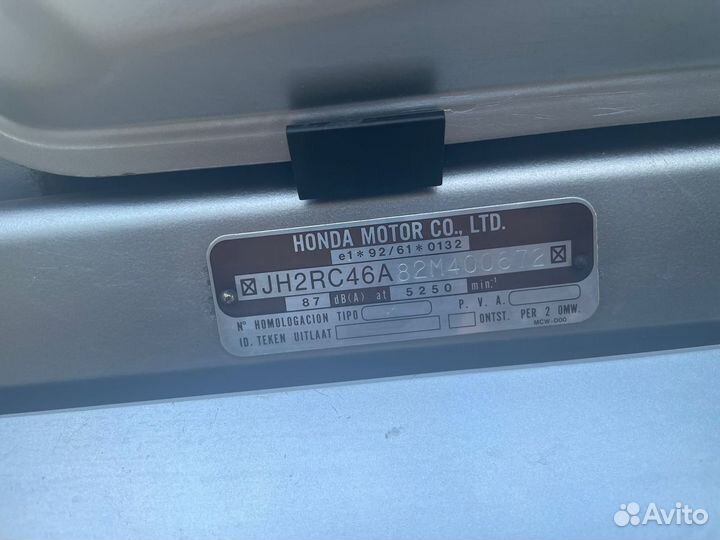 HONDA MOTOR CO., LTD.
e1*92/61*0132
JH2RC46A82M400672
87 dB(A) at 5250 min.-1
Nº HOMOLOGACION TIPO P. V. A.
ID. TEKEN UITLAAT ONTST. PER 2 OMW.
MCW-D00
Avito